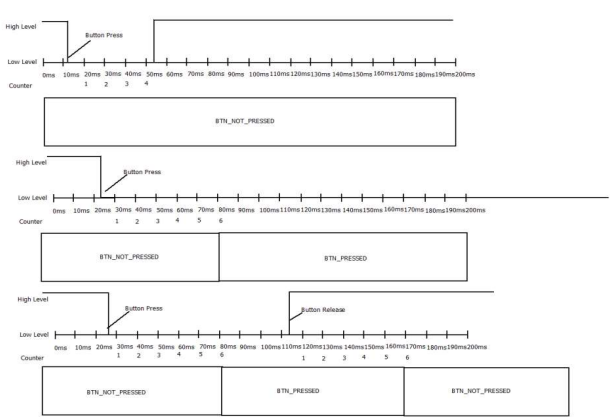 High Level
Button Press
Low Level
0ms 10ms 20ms 30ms 40ms 50ms 60ms 70ms 80ms 90ms 100ms 110ms 120ms 130ms 140ms 150ms 160ms 170ms 180ms 190ms 200ms
Counter 1 2 3 4
BTN_NOT_PRESSED
High Level
Button Press
Low Level
0ms 10ms 20ms 30ms 40ms 50ms 60ms 70ms 80ms 90ms 100ms 110ms 120ms 130ms 140ms 150ms 160ms 170ms 180ms 190ms 200ms
Counter 1 2 3 4 5 6
BTN_NOT_PRESSED BTN_PRESSED
High Level
Button Press Button Release
Low Level
0ms 10ms 20ms 30ms 40ms 50ms 60ms 70ms 80ms 90ms 100ms 110ms 120ms 130ms 140ms 150ms 160ms 170ms 180ms 190ms 200ms
Counter 1 2 3 4 5 6 1 2 3 4 5 6
BTN_NOT_PRESSED BTN_PRESSED BTN_NOT_PRESSED